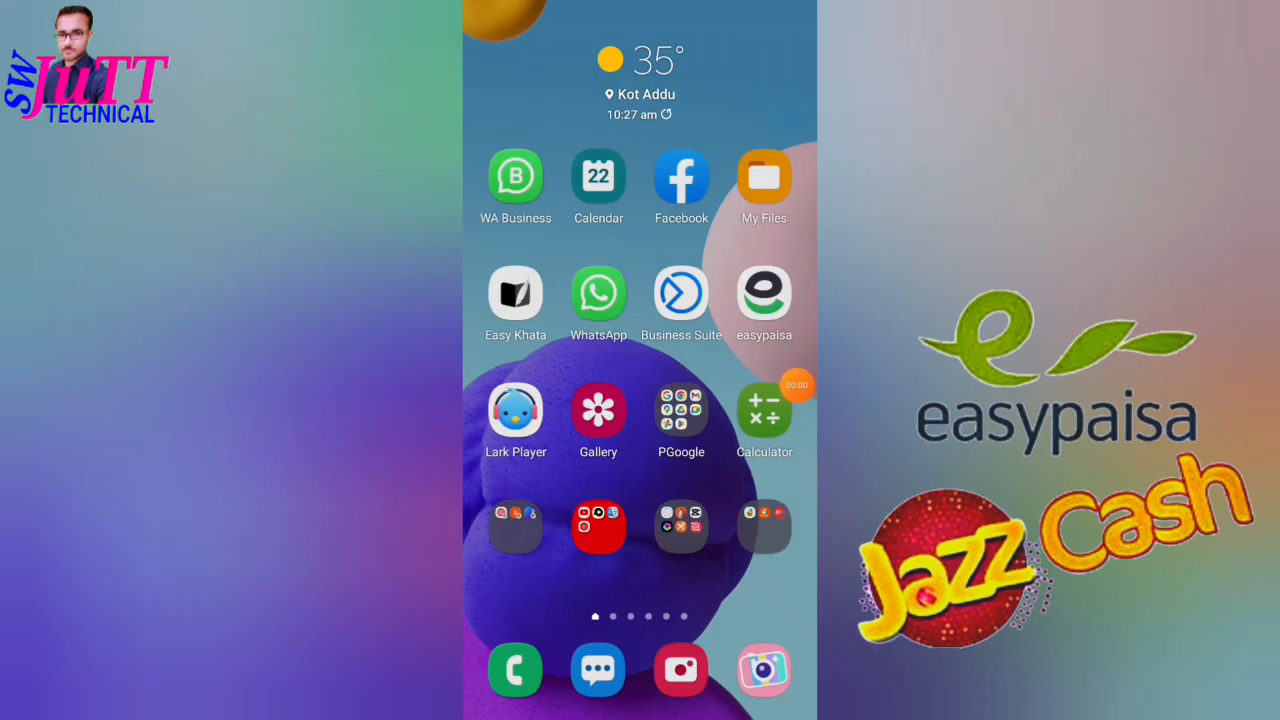 SW
JuTT
TECHNICAL
35°
Kot Addu
10:27 am
B
22
WA Business
Calendar
Facebook
My Files
Easy Khata
WhatsApp
Business Suite
easypaisa
00:00
Lark Player
Gallery
PGoogle
Calculator
easypaisa
Jazz Cash